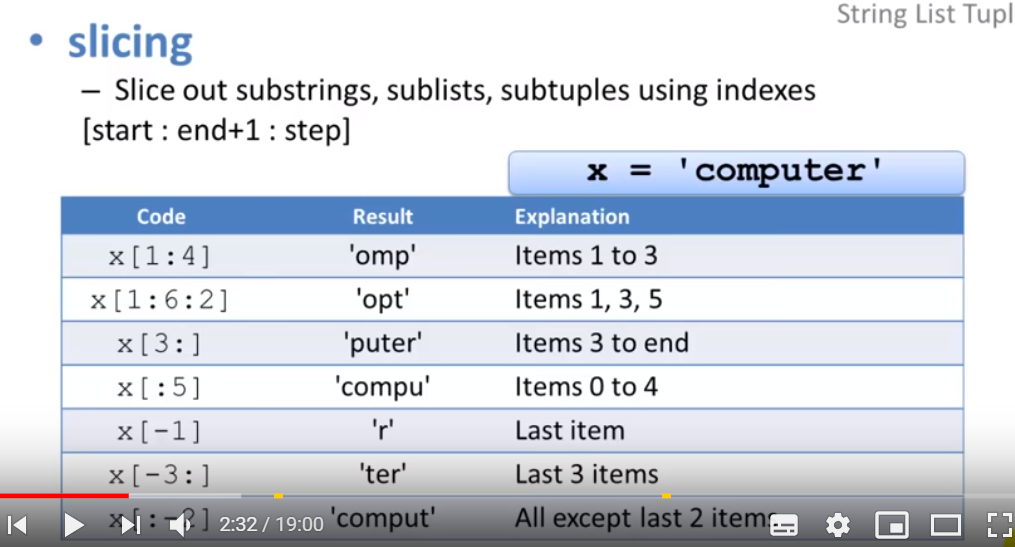 String List Tupl
• slicing
– Slice out substrings, sublists, subtuples using indexes
[start : end+1 : step]
x = 'computer'
Code Result Explanation
x[1:4] 'omp' Items 1 to 3
x[1:6:2] 'opt' Items 1, 3, 5
x[3:] 'puter' Items 3 to end
x[:5] 'compu' Items 0 to 4
x[-1] 'r' Last item
x[-3:] 'ter' Last 3 items
x[:-2] 'comput' All except last 2 items
2:32 / 19:00